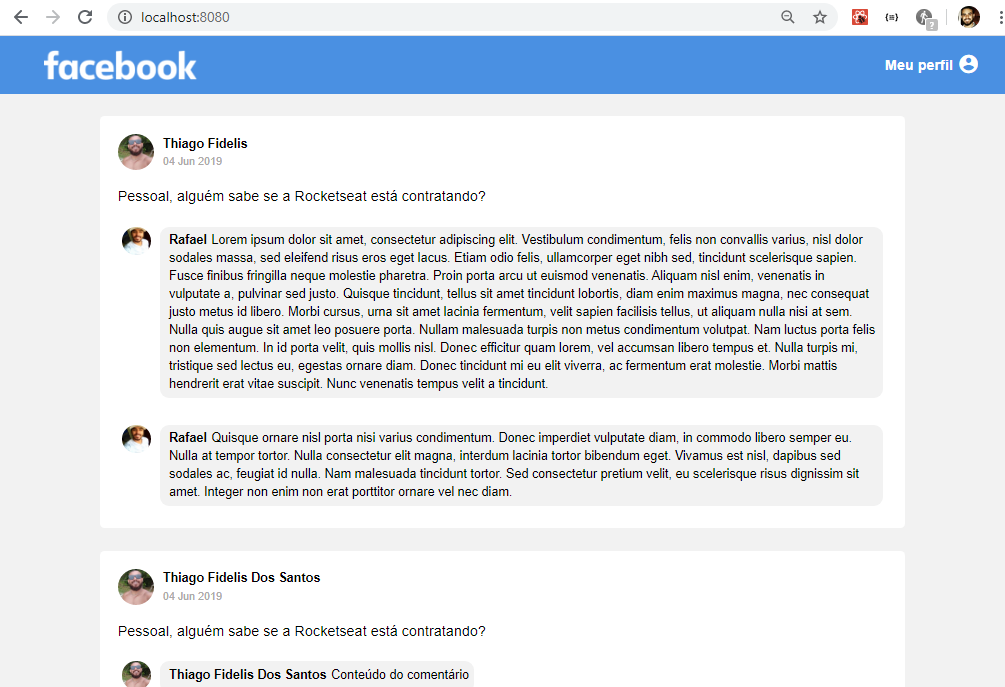 localhost:8080
facebook
Meu perfil
Thiago Fidelis
04 Jun 2019
Pessoal, alguém sabe se a Rocketseat está contratando?
Rafael Lorem ipsum dolor sit amet, consectetur adipiscing elit. Vestibulum condimentum, felis non convallis varius, nisl dolor
sodales massa, sed eleifend risus eros eget lacus. Etiam odio felis, ullamcorper eget nibh sed, tincidunt scelerisque sapien.
Fusce finibus fringilla neque molestie pharetra. Proin porta arcu ut euismod venenatis. Aliquam nisl enim, venenatis in
vulputate a, pulvinar sed justo. Quisque tincidunt, tellus sit amet tincidunt lobortis, diam enim maximus magna, nec consequat
justo metus id libero. Morbi cursus, urna sit amet lacinia fermentum, velit sapien facilisis tellus, ut aliquam nulla nisi at sem.
Nulla quis augue sit amet leo posuere porta. Nullam malesuada turpis non metus condimentum volutpat. Nam luctus porta felis
non elementum. In id porta velit, quis mollis nisl. Donec efficitur quam lorem, vel accumsan libero tempus et. Nulla turpis mi,
tristique sed lectus eu, egestas ornare diam. Donec tincidunt mi eu elit viverra, ac fermentum erat molestie. Morbi mattis
hendrerit erat vitae suscipit. Nunc venenatis tempus velit a tincidunt.
Rafael Quisque ornare nisl porta nisi varius condimentum. Donec imperdiet vulputate diam, in commodo libero semper eu.
Nulla at tempor tortor. Nulla consectetur elit magna, interdum lacinia tortor bibendum eget. Vivamus est nisl, dapibus sed
sodales ac, feugiat id nulla. Nam malesuada tincidunt tortor. Sed consectetur pretium velit, eu scelerisque risus dignissim sit
amet. Integer non enim non erat porttitor ornare vel nec diam.
Thiago Fidelis Dos Santos
04 Jun 2019
Pessoal, alguém sabe se a Rocketseat está contratando?
Thiago Fidelis Dos Santos Conteúdo do comentário